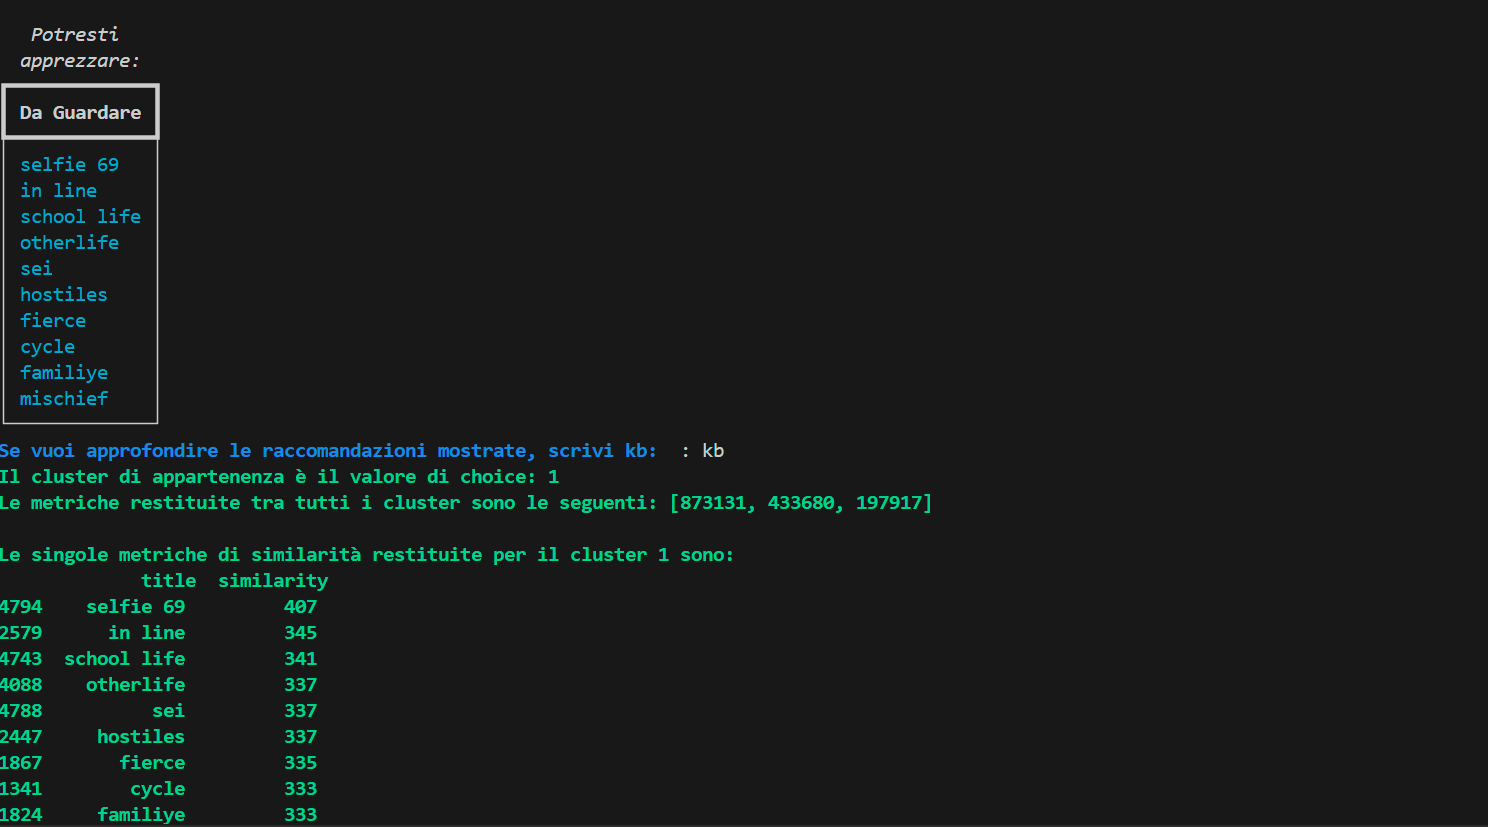 Potresti
apprezzare:
Da Guardare
selfie 69
in line
school life
otherlife
sei
hostiles
fierce
cycle
familiye
mischief
Se vuoi approfondire le raccomandazioni mostrate, scrivi kb:  : kb
Il cluster di appartenenza è il valore di choice: 1
Le metriche restituite tra tutti i cluster sono le seguenti: [873131, 433680, 197917]
Le singole metriche di similarità restituite per il cluster 1 sono:
title similarity
4794 selfie 69 407
2579 in line 345
4743 school life 341
4088 otherlife 337
4788 sei 337
2447 hostiles 337
1867 fierce 335
1341 cycle 333
1824 familiye 333